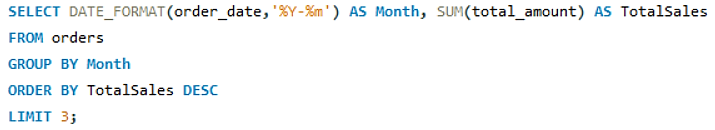 SELECT DATE_FORMAT(order_date,'%Y-%m') AS Month, SUM(total_amount) AS TotalSales
FROM orders
GROUP BY Month
ORDER BY TotalSales DESC
LIMIT 3;